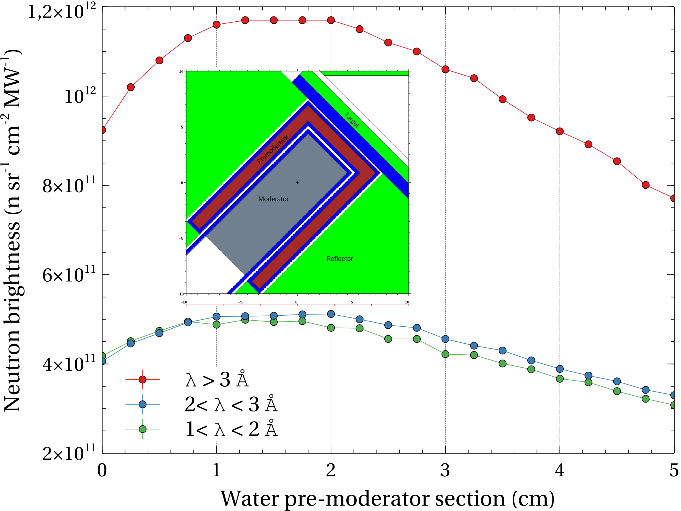 1,2×10¹²
10¹²
8×10¹¹
6×10¹¹
4×10¹¹
2×10¹¹
Neutron brightness (n sr⁻¹ cm⁻² MW⁻¹)
Target
Premoderator
Moderator
Reflector
λ > 3 Å
2< λ < 3 Å
1< λ < 2 Å
0 1 2 3 4 5
Water pre-moderator section (cm)